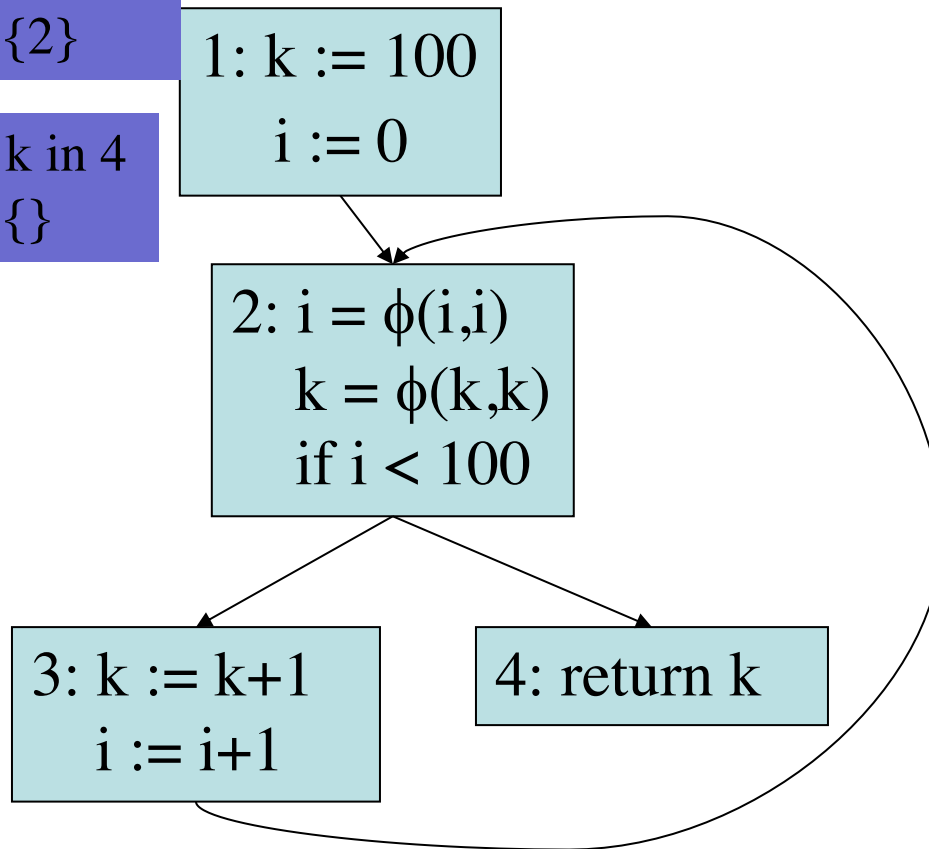 {2}
k in 4
{}
1: k := 100
i := 0
2: i = ϕ(i,i)
k = ϕ(k,k)
if i < 100
3: k := k+1
i := i+1
4: return k